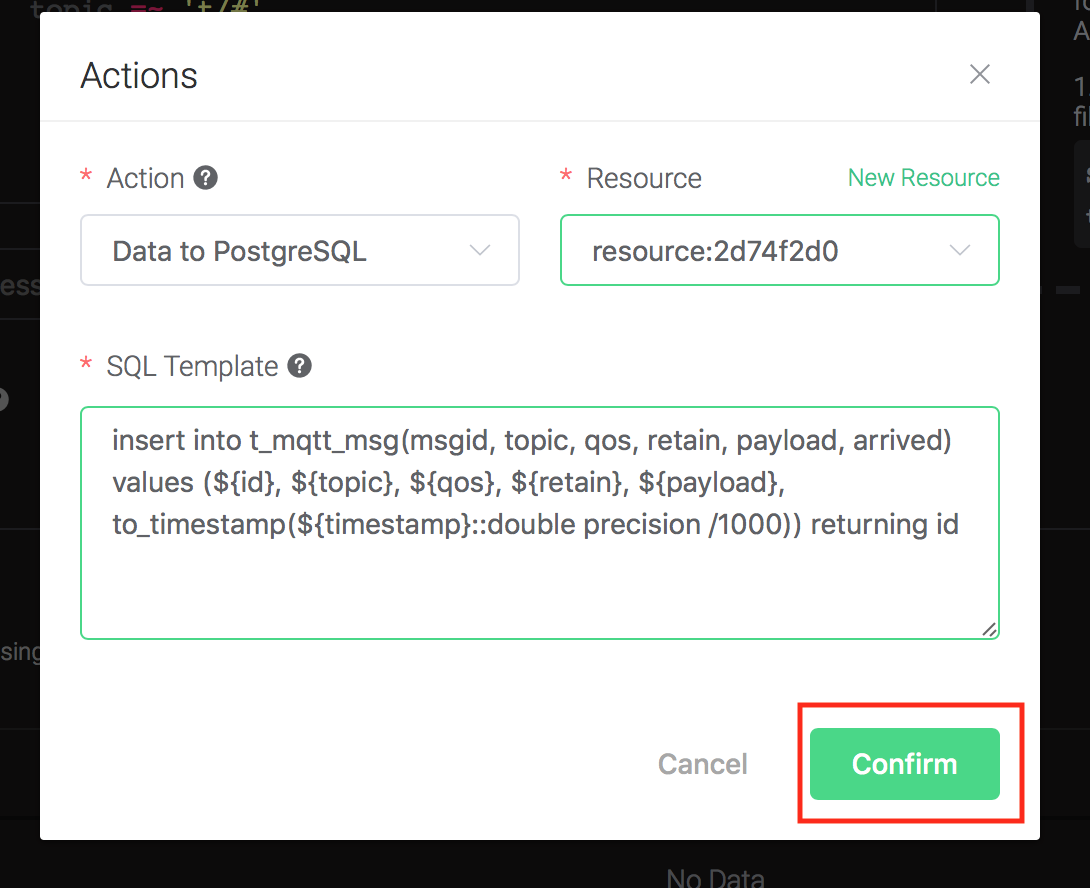 topic =~ 't/#'
Actions
* Action ?
* Resource
New Resource
Data to PostgreSQL
resource:2d74f2d0
* SQL Template ?
insert into t_mqtt_msg(msgid, topic, qos, retain, payload, arrived)
values (${id}, ${topic}, ${qos}, ${retain}, ${payload},
to_timestamp(${timestamp}::double precision /1000)) returning id
Cancel
Confirm
No Data